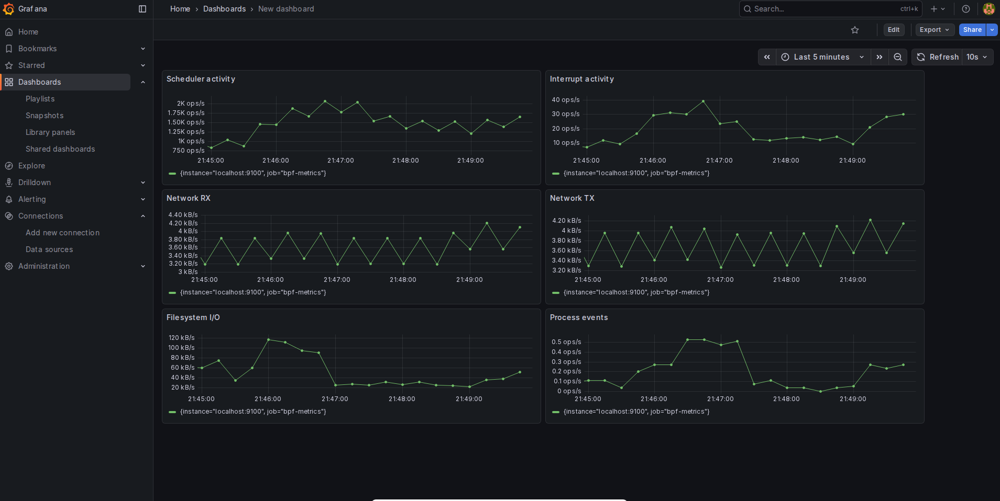 Grafana
Home › Dashboards › New dashboard
Search...
ctrl+k
Edit
Export
Share
Home
Bookmarks
Starred
Dashboards
Playlists
Snapshots
Library panels
Shared dashboards
Explore
Drilldown
Alerting
Connections
Add new connection
Data sources
Administration
Last 5 minutes
Refresh
10s
Scheduler activity
2K ops/s
1.75K ops/s
1.50K ops/s
1.25K ops/s
1K ops/s
750 ops/s
21:45:00 21:46:00 21:47:00 21:48:00 21:49:00
{instance="localhost:9100", job="bpf-metrics"}
Interrupt activity
40 ops/s
30 ops/s
20 ops/s
10 ops/s
21:45:00 21:46:00 21:47:00 21:48:00 21:49:00
{instance="localhost:9100", job="bpf-metrics"}
Network RX
4.40 kB/s
4.20 kB/s
4 kB/s
3.80 kB/s
3.60 kB/s
3.40 kB/s
3.20 kB/s
3 kB/s
21:45:00 21:46:00 21:47:00 21:48:00 21:49:00
{instance="localhost:9100", job="bpf-metrics"}
Network TX
4.20 kB/s
4 kB/s
3.80 kB/s
3.60 kB/s
3.40 kB/s
3.20 kB/s
21:45:00 21:46:00 21:47:00 21:48:00 21:49:00
{instance="localhost:9100", job="bpf-metrics"}
Filesystem I/O
120 kB/s
100 kB/s
80 kB/s
60 kB/s
40 kB/s
20 kB/s
21:45:00 21:46:00 21:47:00 21:48:00 21:49:00
{instance="localhost:9100", job="bpf-metrics"}
Process events
0.5 ops/s
0.4 ops/s
0.3 ops/s
0.2 ops/s
0.1 ops/s
0 ops/s
21:45:00 21:46:00 21:47:00 21:48:00 21:49:00
{instance="localhost:9100", job="bpf-metrics"}